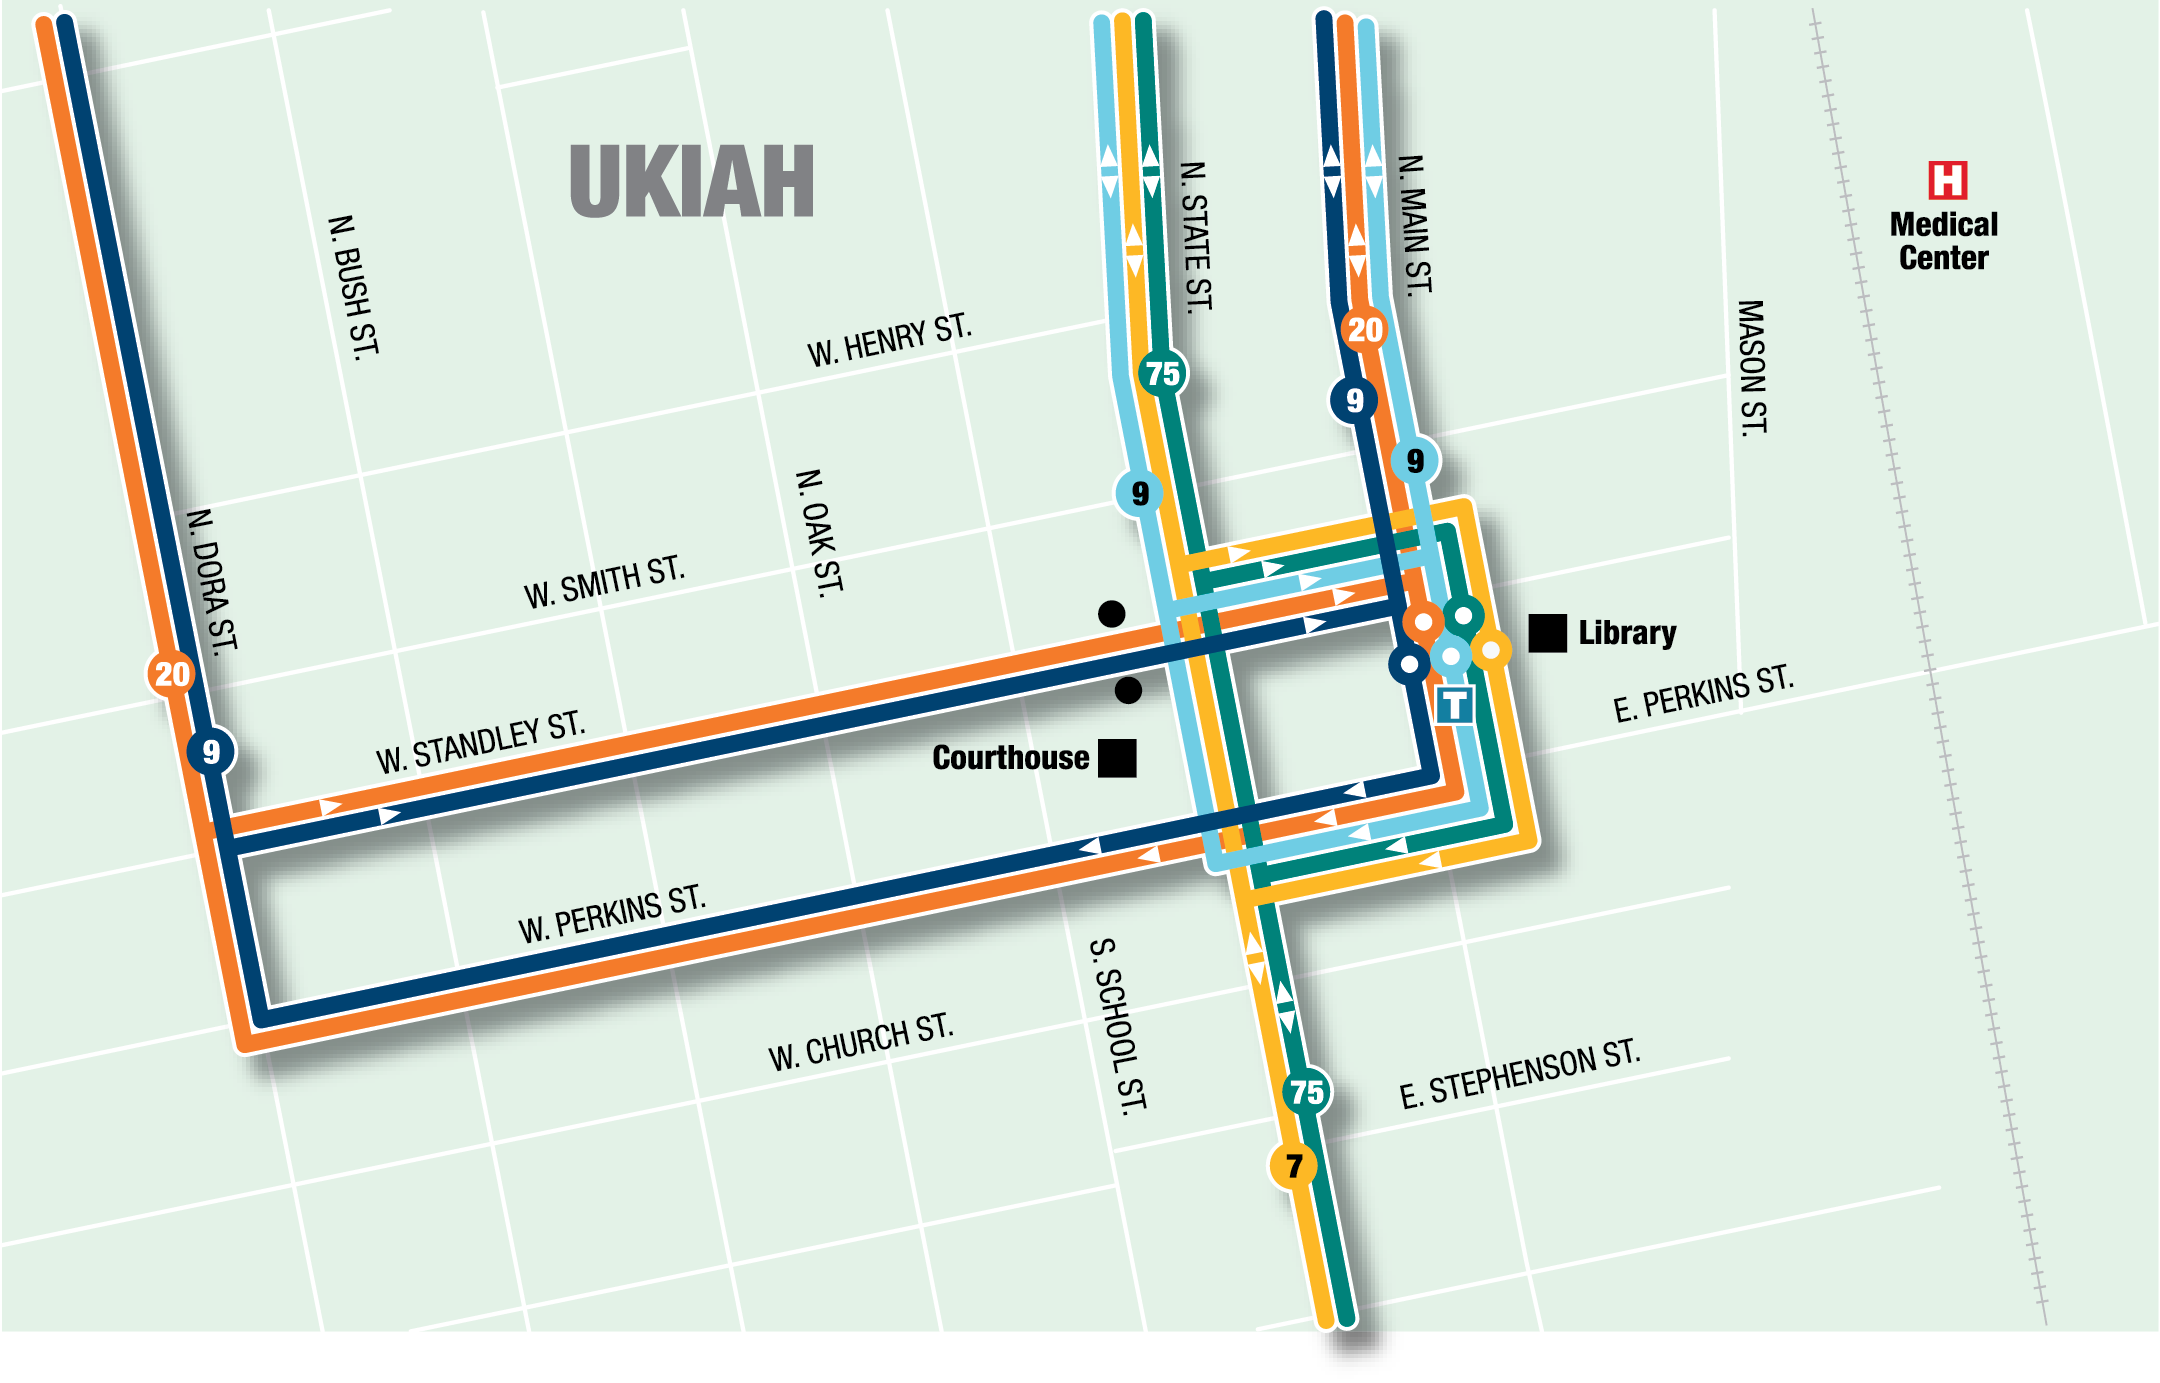 UKIAH
N. BUSH ST.
N. STATE ST.
N. MAIN ST.
H
Medical
Center
W. HENRY ST.
20
75
9
MASON ST.
9
9
N. OAK ST.
N. DORA ST.
W. SMITH ST.
Library
20
T
E. PERKINS ST.
9
W. STANDLEY ST.
Courthouse
W. PERKINS ST.
S. SCHOOL ST.
W. CHURCH ST.
75
E. STEPHENSON ST.
7